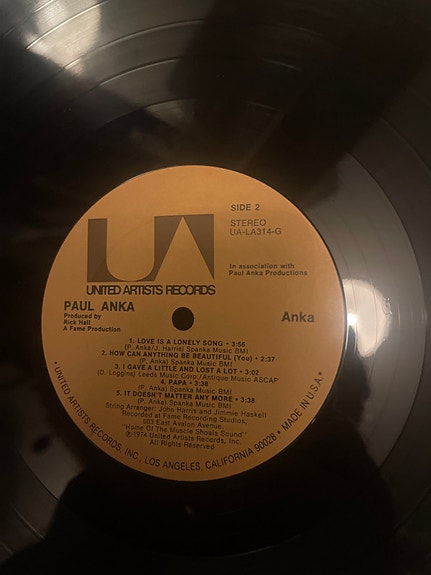 SIDE 2
STEREO
UA-LA314-G
UA
UNITED ARTISTS RECORDS
In association with
Paul Anka Productions
PAUL ANKA
Produced by
Rick Hall
A Fame Production
Anka
1. LOVE IS A LONELY SONG • 3:56
(P. Anka/J. Harris) Spanka Music BMI
2. HOW CAN ANYTHING BE BEAUTIFUL (You) • 2:37
(P. Anka) Spanka Music BMI
3. I GAVE A LITTLE AND LOST A LOT • 3:02
(D. Loggins) Leeds Music Corp./Antique Music ASCAP
4. PAPA • 3:38
(P. Anka) Spanka Music BMI
5. IT DOESN'T MATTER ANY MORE • 3:38
(P. Anka) Spanka Music BMI
String Arranger: John Harris and Jimmie Haskell
Recorded at Fame Recording Studios,
603 East Avalon Avenue,
"Home Of The Muscle Shoals Sound"
℗ 1974 United Artists Records, Inc.
All Rights Reserved
• UNITED ARTISTS RECORDS, INC., LOS ANGELES, CALIFORNIA 90028 • MADE IN U.S.A. •